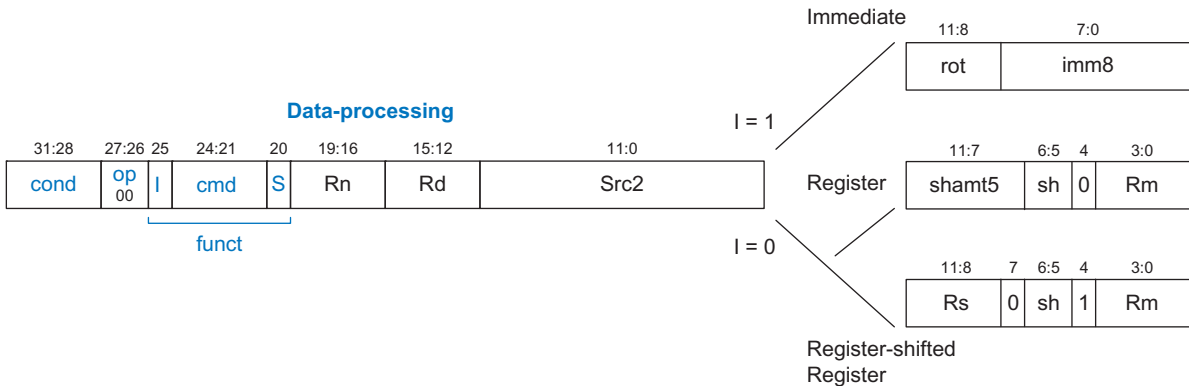 Immediate
11:8 7:0
rot imm8
Data-processing
I = 1
31:28 27:26 25 24:21 20 19:16 15:12 11:0
cond op 00 I cmd S Rn Rd Src2
funct
Register
11:7 6:5 4 3:0
shamt5 sh 0 Rm
I = 0
11:8 7 6:5 4 3:0
Rs 0 sh 1 Rm
Register-shifted
Register